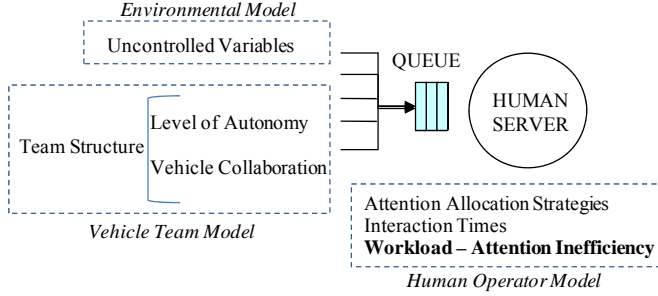 Environmental Model
Uncontrolled Variables
QUEUE
HUMAN
SERVER
Level of Autonomy
Team Structure
Vehicle Collaboration
Vehicle Team Model
Attention Allocation Strategies
Interaction Times
Workload – Attention Inefficiency
Human Operator Model